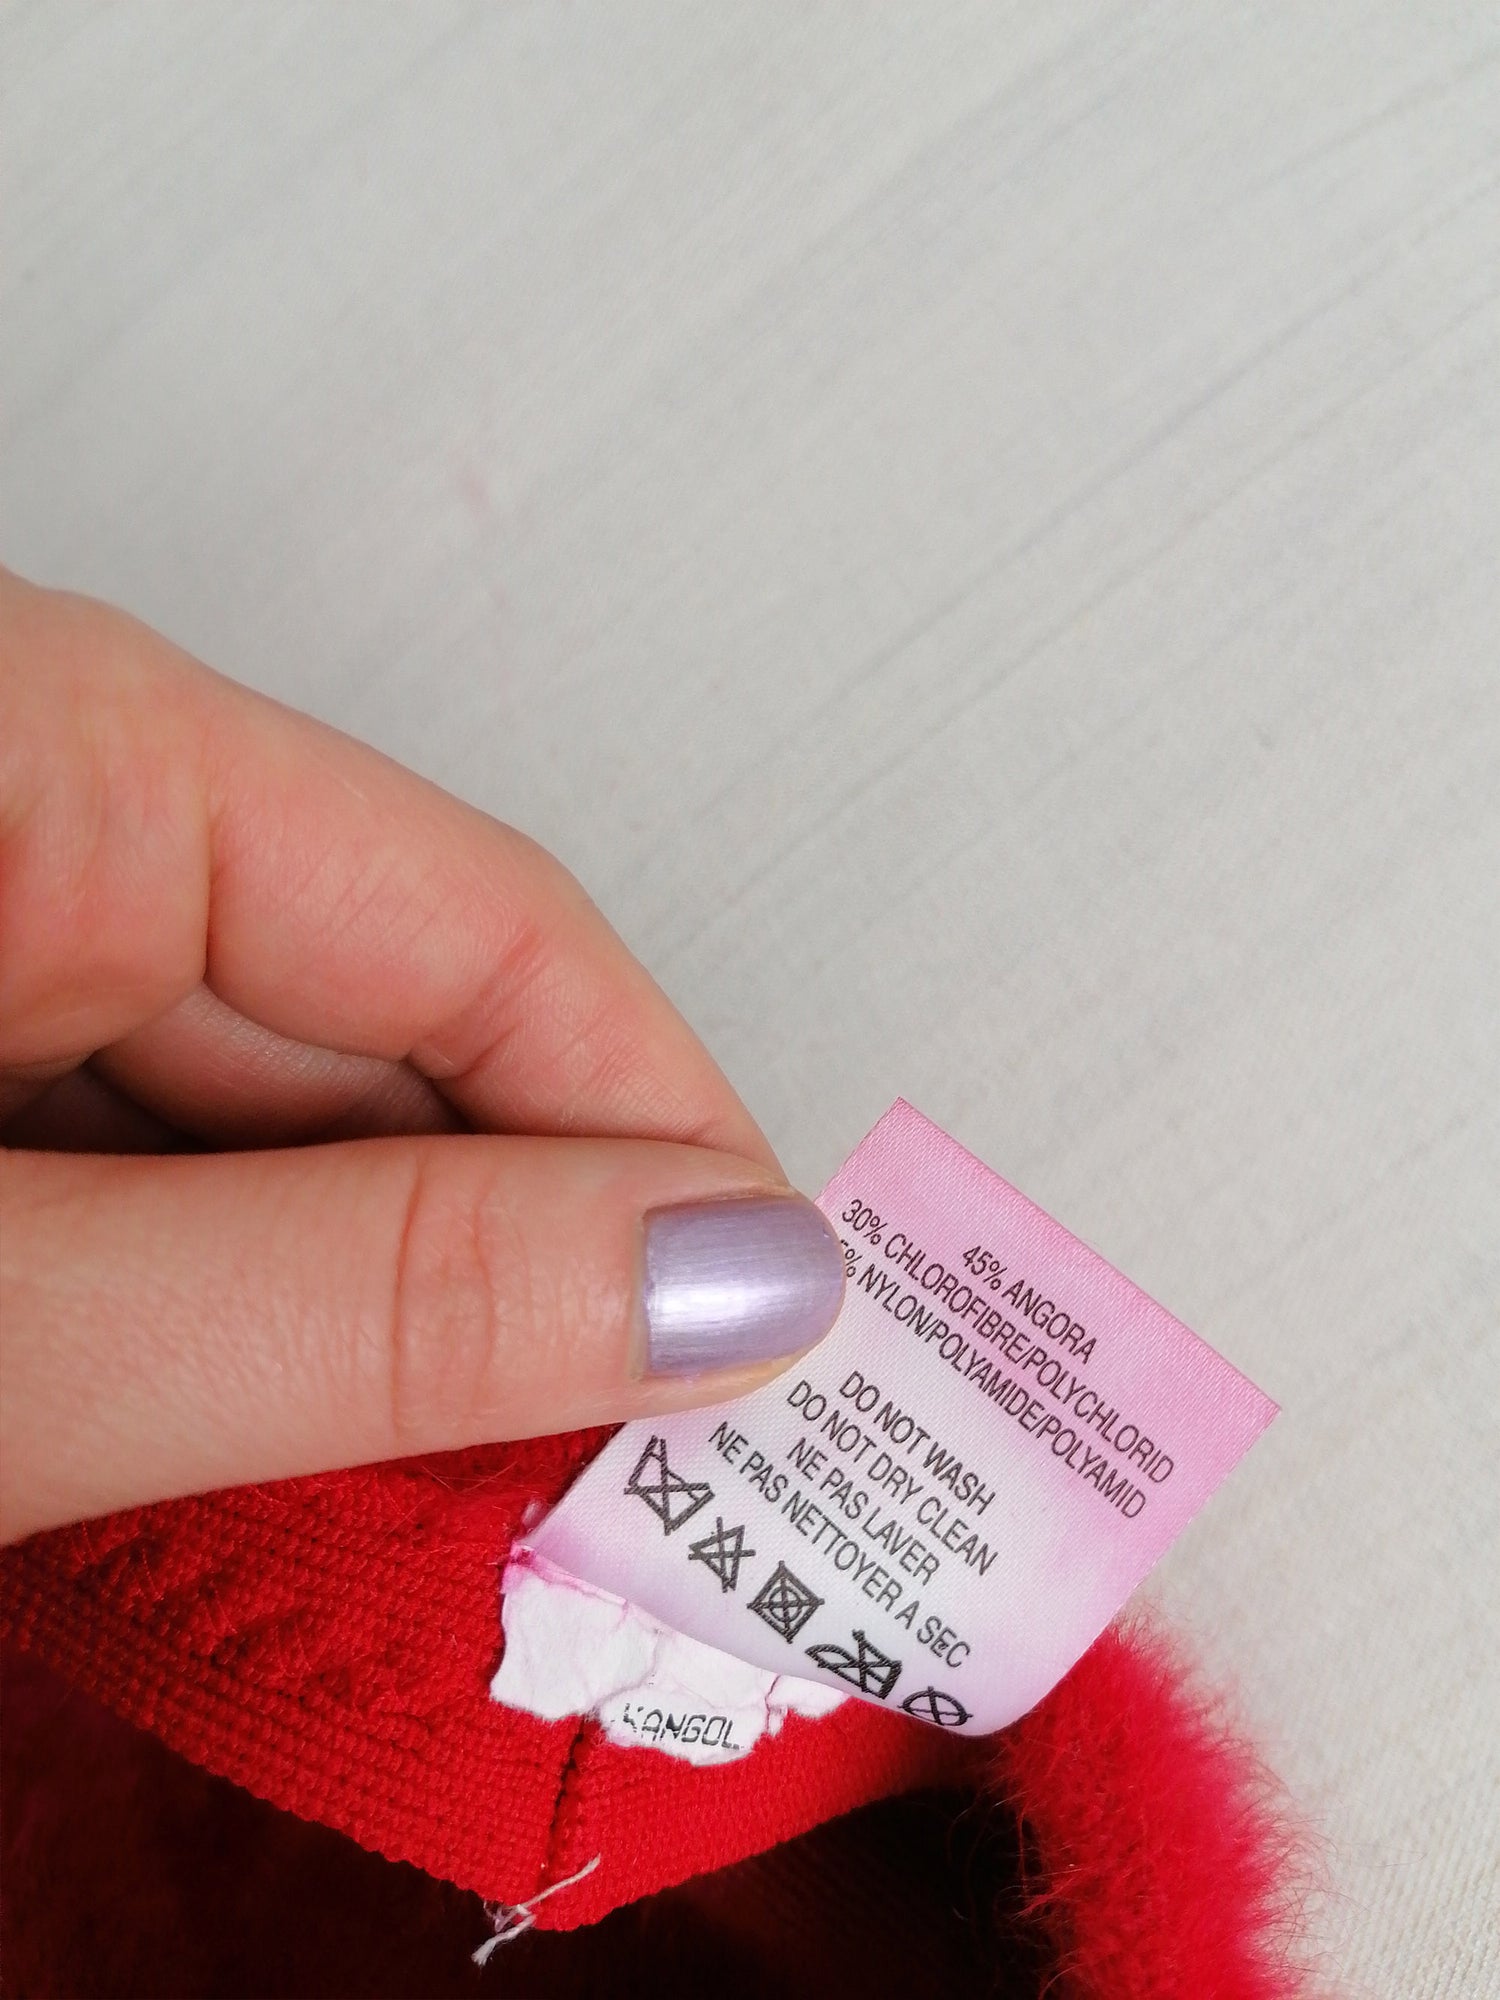 45% ANGORA
30% CHLOROFIBRE/POLYCHLORID
% NYLON/POLYAMIDE/POLYAMID
DO NOT WASH
DO NOT DRY CLEAN
NE PAS LAVER
NE PAS NETTOYER A SEC
KANGOL